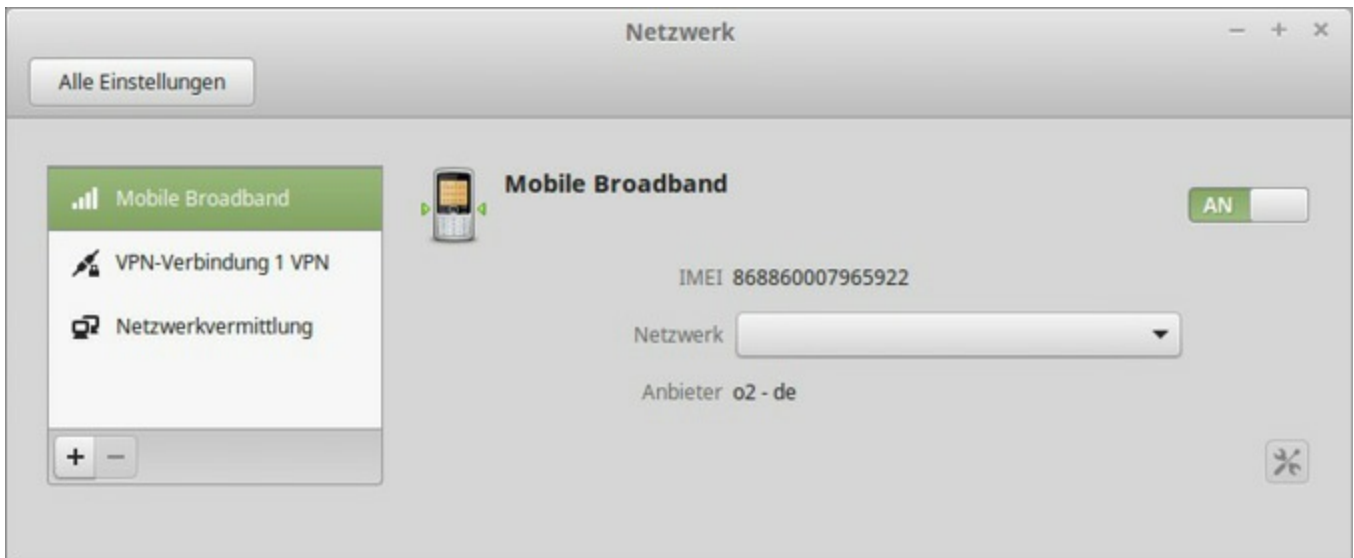 Netzwerk
Alle Einstellungen
Mobile Broadband
VPN-Verbindung 1 VPN
Netzwerkvermittlung
Mobile Broadband
AN
IMEI 868860007965922
Netzwerk
Anbieter o2 - de